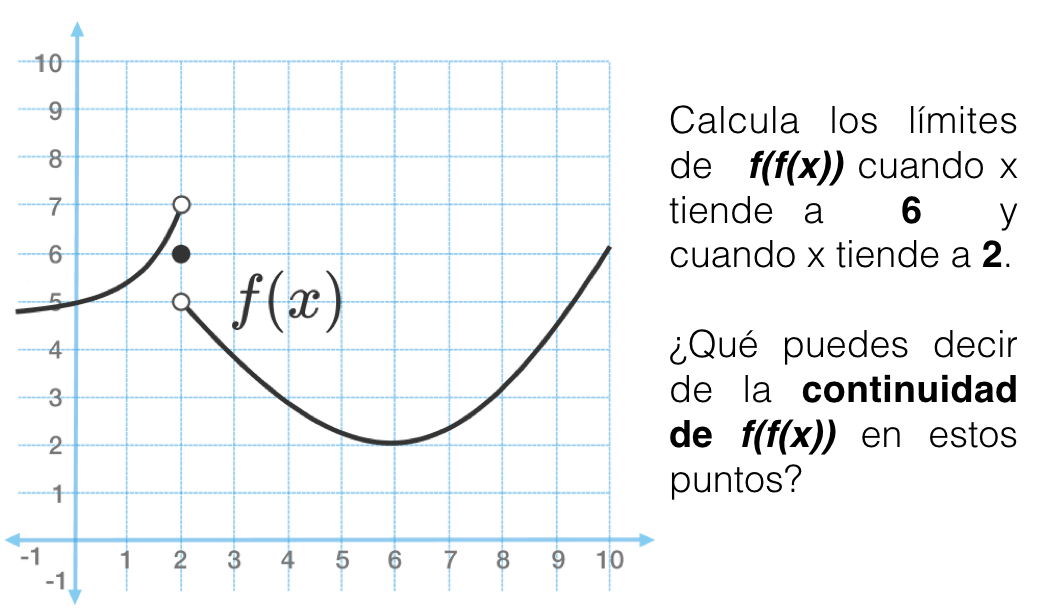 10
9
8
7
6
5
4
3
2
1
-1
-1 1 2 3 4 5 6 7 8 9 10
f(x)
Calcula los límites
de f(f(x)) cuando x
tiende a 6 y
cuando x tiende a 2.
¿Qué puedes decir
de la continuidad
de f(f(x)) en estos
puntos?